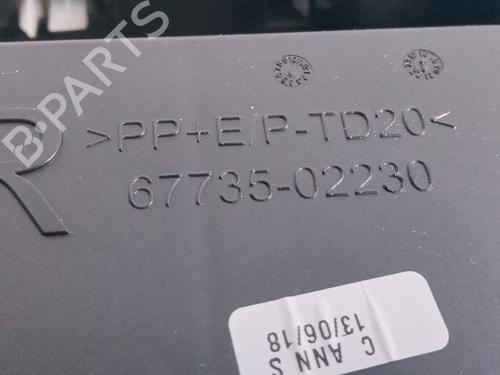 B-PARTS
R
>PP+E/P-TD20<
67735-02230
C ANN S
13/06/18